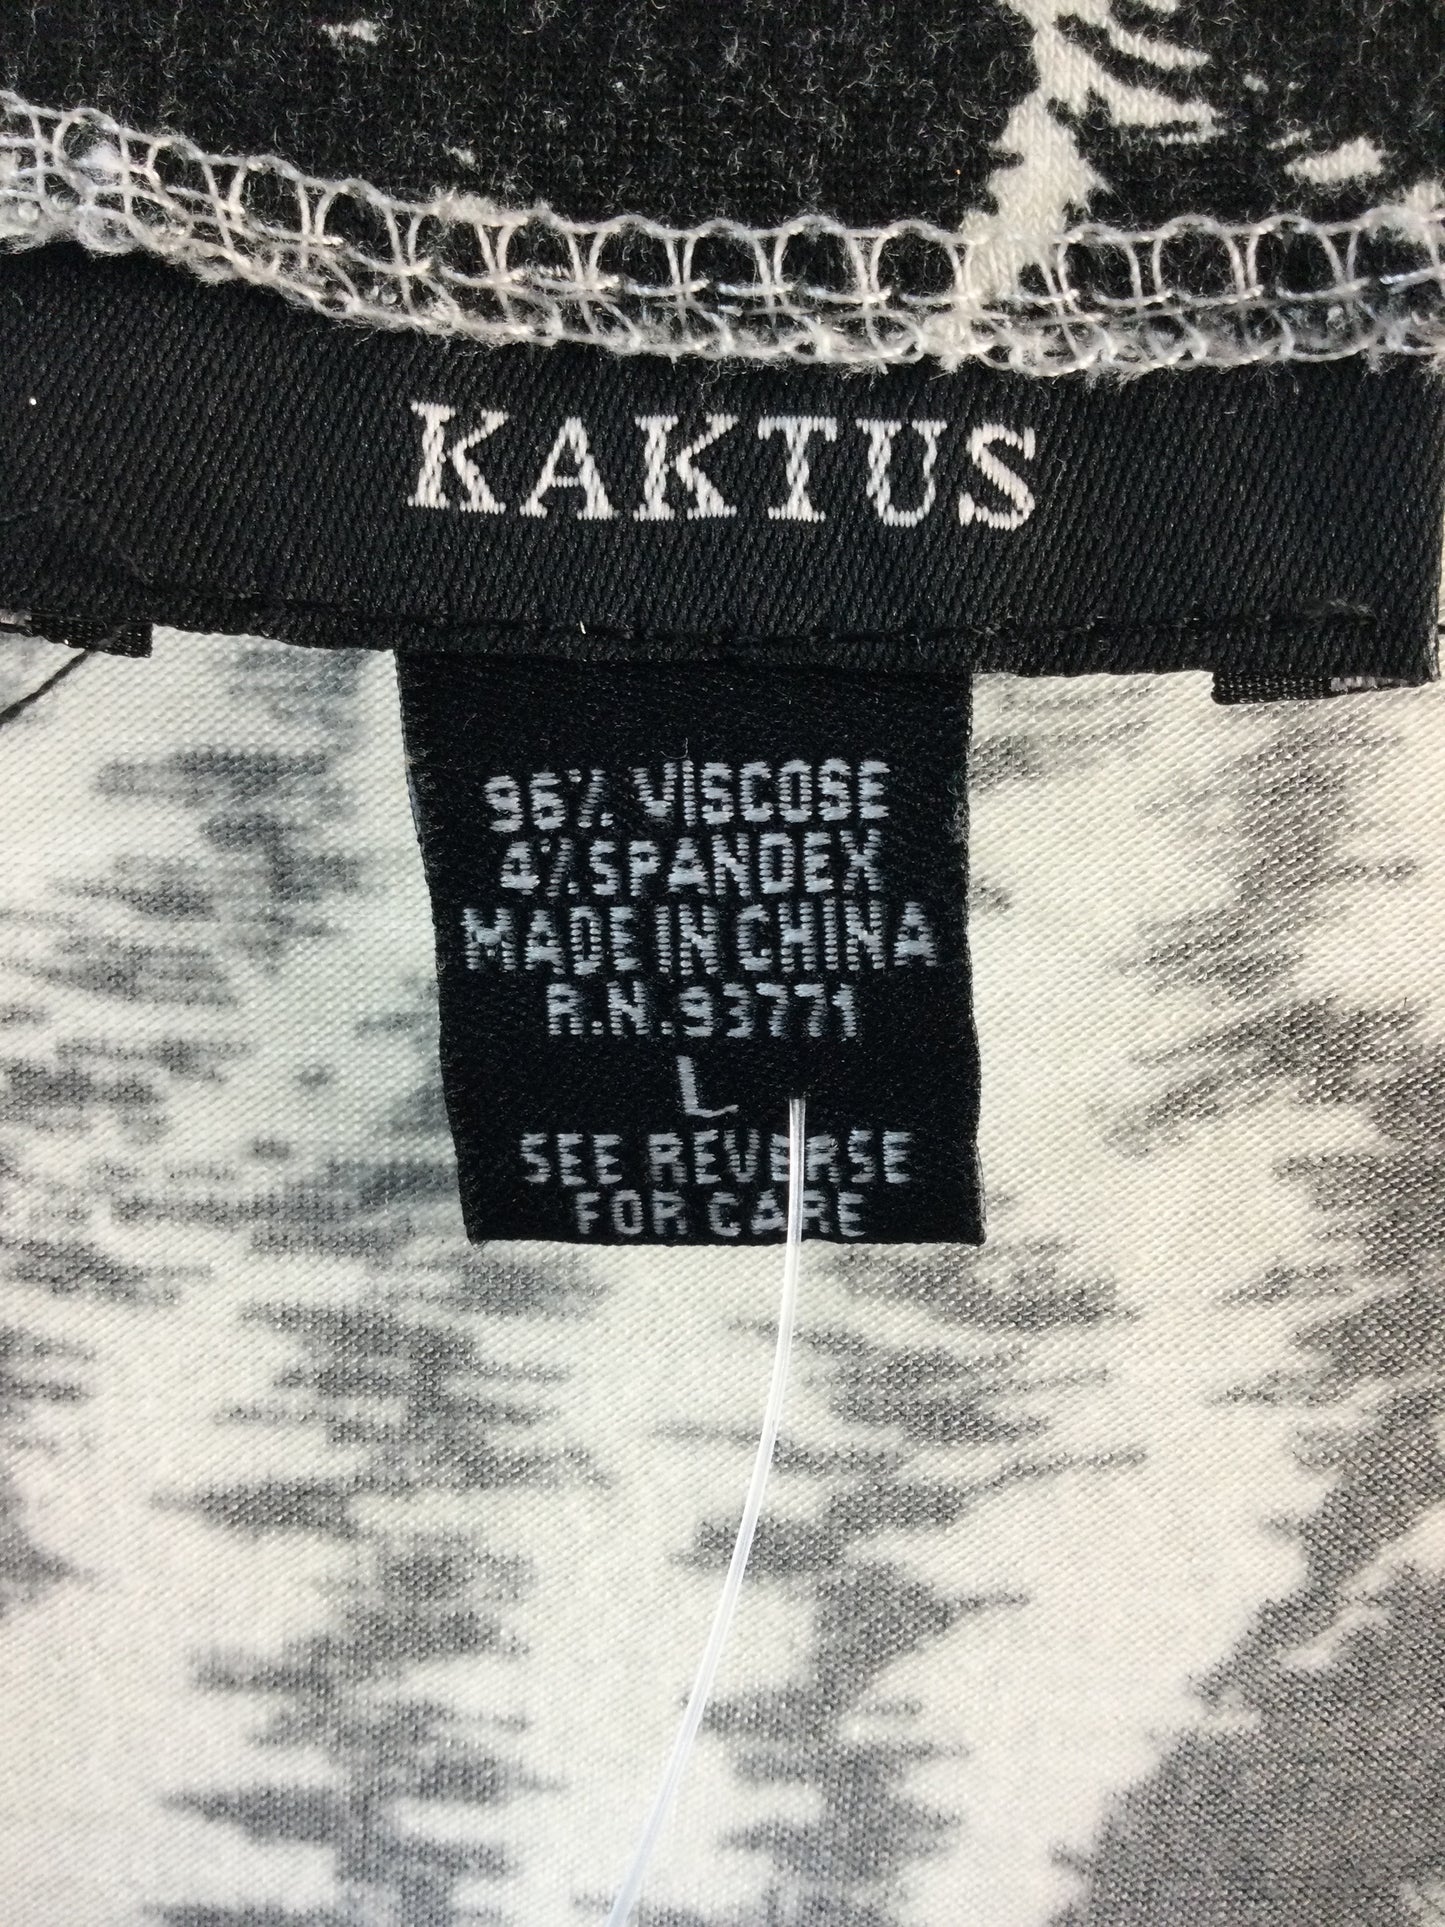 KAKTUS
96% VISCOSE
4% SPANDEX
MADE IN CHINA
R.N.93771
L
SEE REVERSE
FOR CARE